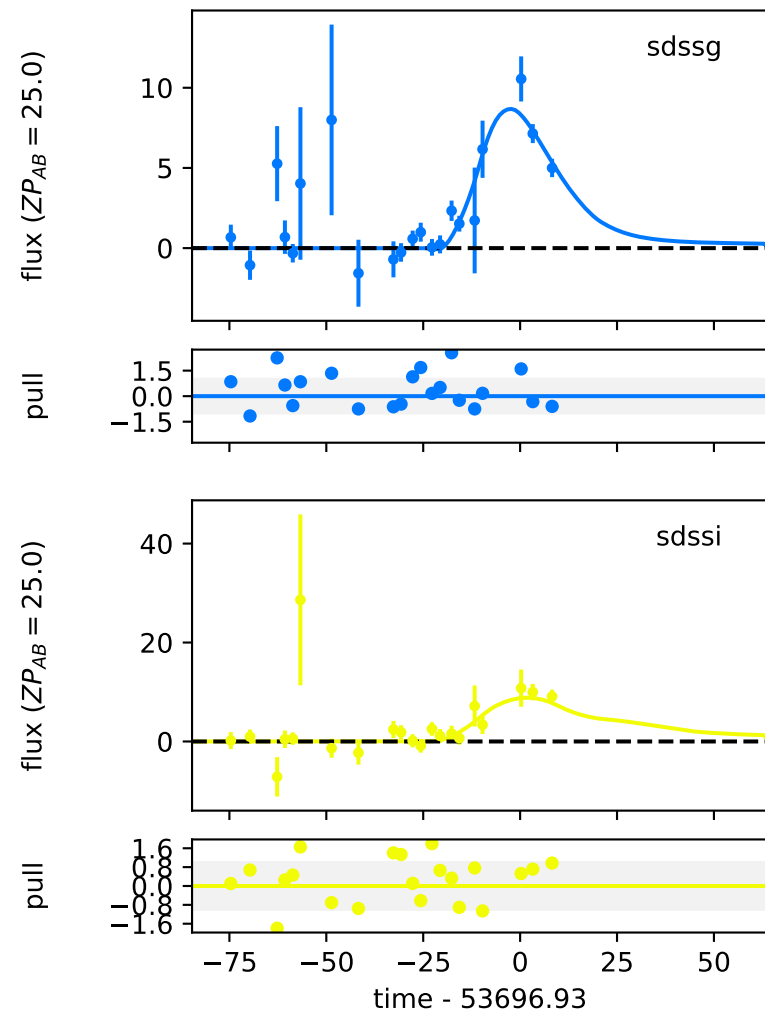 sdssg
flux (ZP_AB = 25.0)
10
5
0
pull
1.5
0.0
−1.5
sdssi
flux (ZP_AB = 25.0)
40
20
0
pull
1.6
0.8
0.0
−0.8
−1.6
−75 −50 −25 0 25 50
time - 53696.93